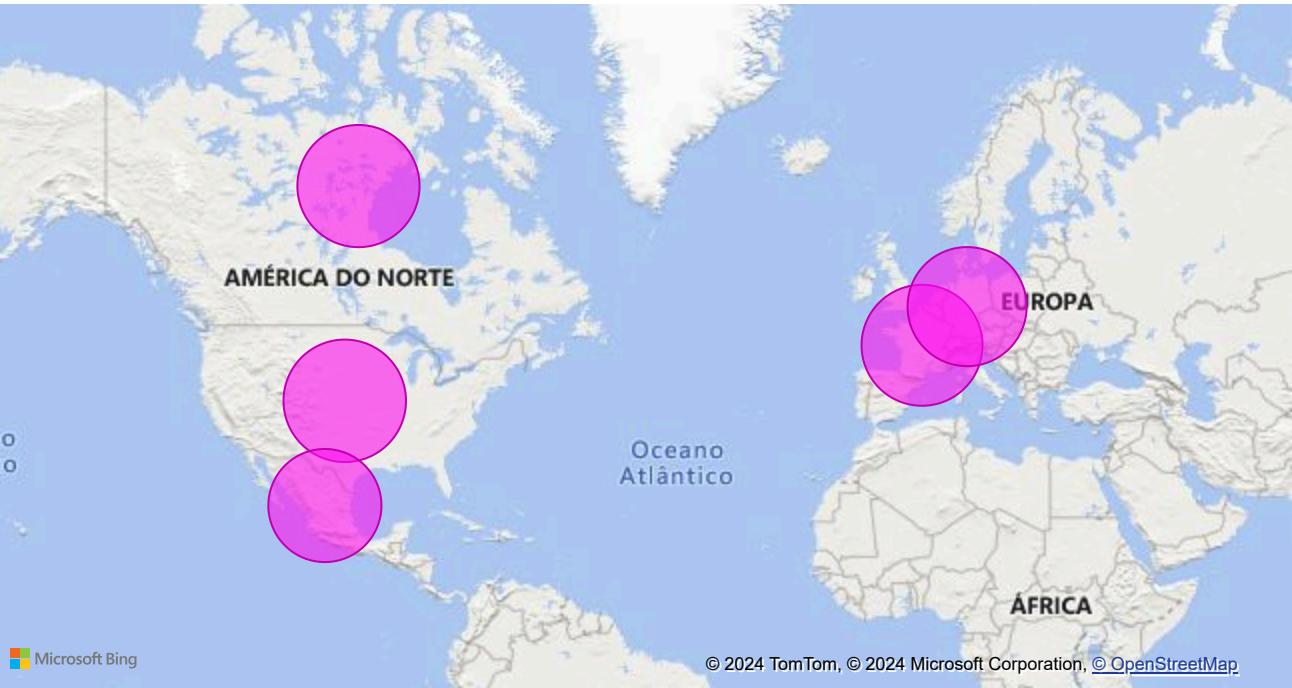 AMÉRICA DO NORTE
EUROPA
o
o
Oceano
Atlântico
ÁFRICA
Microsoft Bing
© 2024 TomTom, © 2024 Microsoft Corporation, © OpenStreetMap